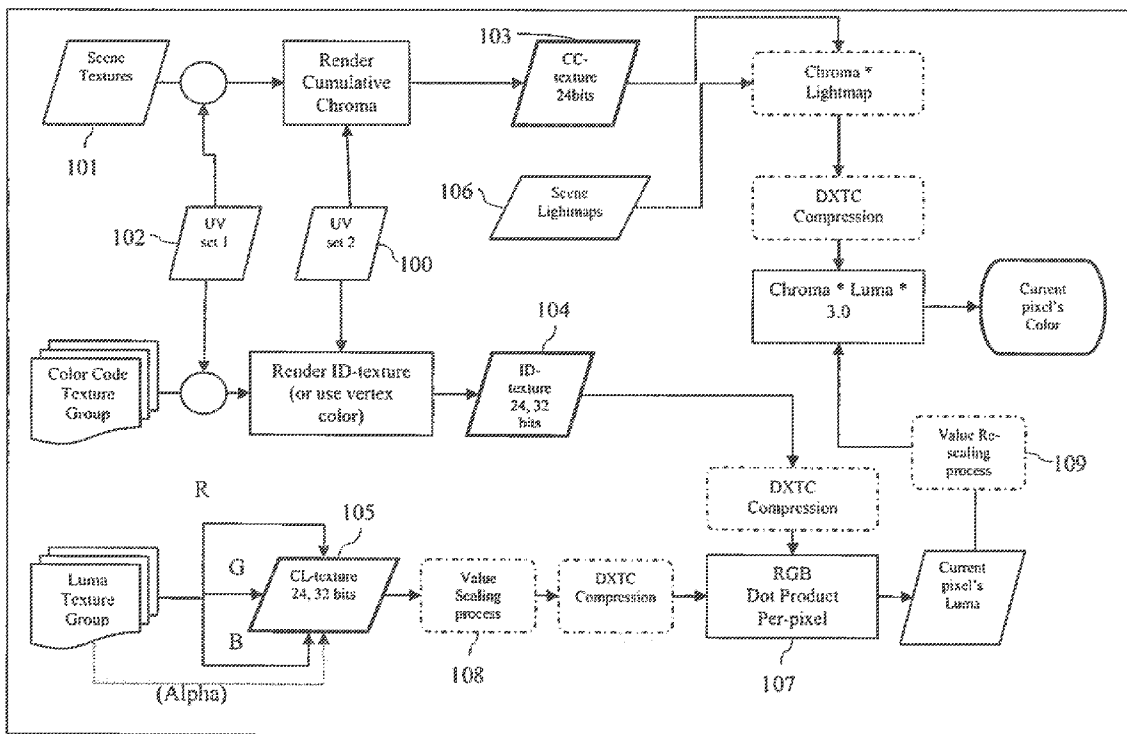 Scene
Textures
101
Render
Cumulative
Chroma
103
CC-
texture
24bits
Chroma *
Lightmap
106
Scene
Lightmaps
DXTC
Compression
102
UV
set 1
UV
set 2
100
Chroma * Luma *
3.0
Current
pixel's
Color
Color Code
Texture
Group
Render ID-texture
(or use vertex
color)
104
ID-
texture
24, 32
bits
Value Re-
scaling
process
109
DXTC
Compression
R
G
B
(Alpha)
Luma
Texture
Group
105
CL-texture
24, 32 bits
Value
Scaling
process
108
DXTC
Compression
RGB
Dot Product
Per-pixel
107
Current
pixel's
Luma